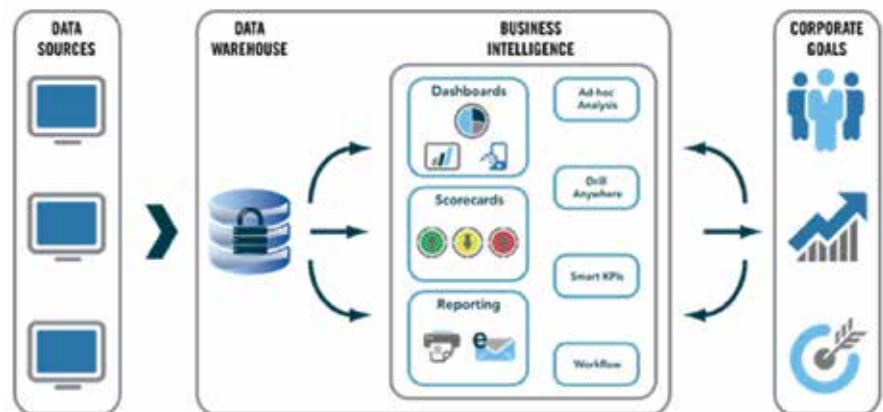 DATA
SOURCES
DATA
WAREHOUSE
BUSINESS
INTELLIGENCE
CORPORATE
GOALS
Dashboards
Ad-hoc
Analysis
Drill
Anywhere
Scorecards
Smart KPIs
Reporting
e
Workflow